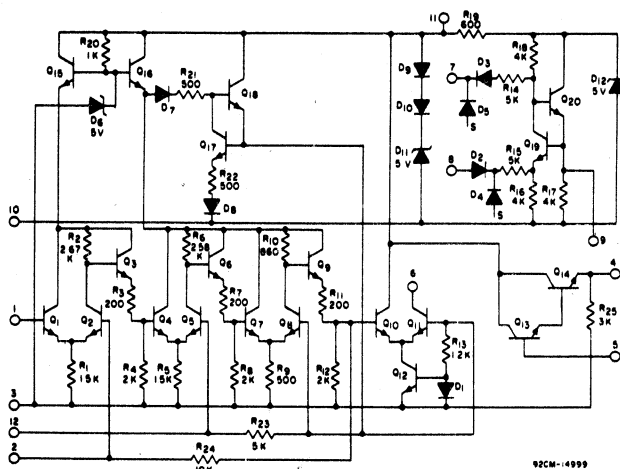 11
R19
600
R20
1K
Q15
Q16
R21
500
Q18
D7
D6
5V
Q17
R22
500
D8
D9
D10
D11
5V
7
D3
R14
5K
D5
S
R18
4K
Q20
D12
5V
Q19
8
D2
R15
5K
D4
S
R16
4K
R17
4K
9
10
R2
2.67
K
Q3
R3
200
R6
2.58
K
Q6
R7
200
R10
660
Q9
R11
200
6
4
Q14
Q13
R25
3K
5
1
Q1
Q2
Q4
Q5
Q7
Q8
Q10
Q11
R13
1.2K
Q12
D1
R1
1.5K
R4
2K
R5
1.5K
R8
2K
R9
500
R12
2K
3
12
R23
5K
2
R24
10K
92CM-14999